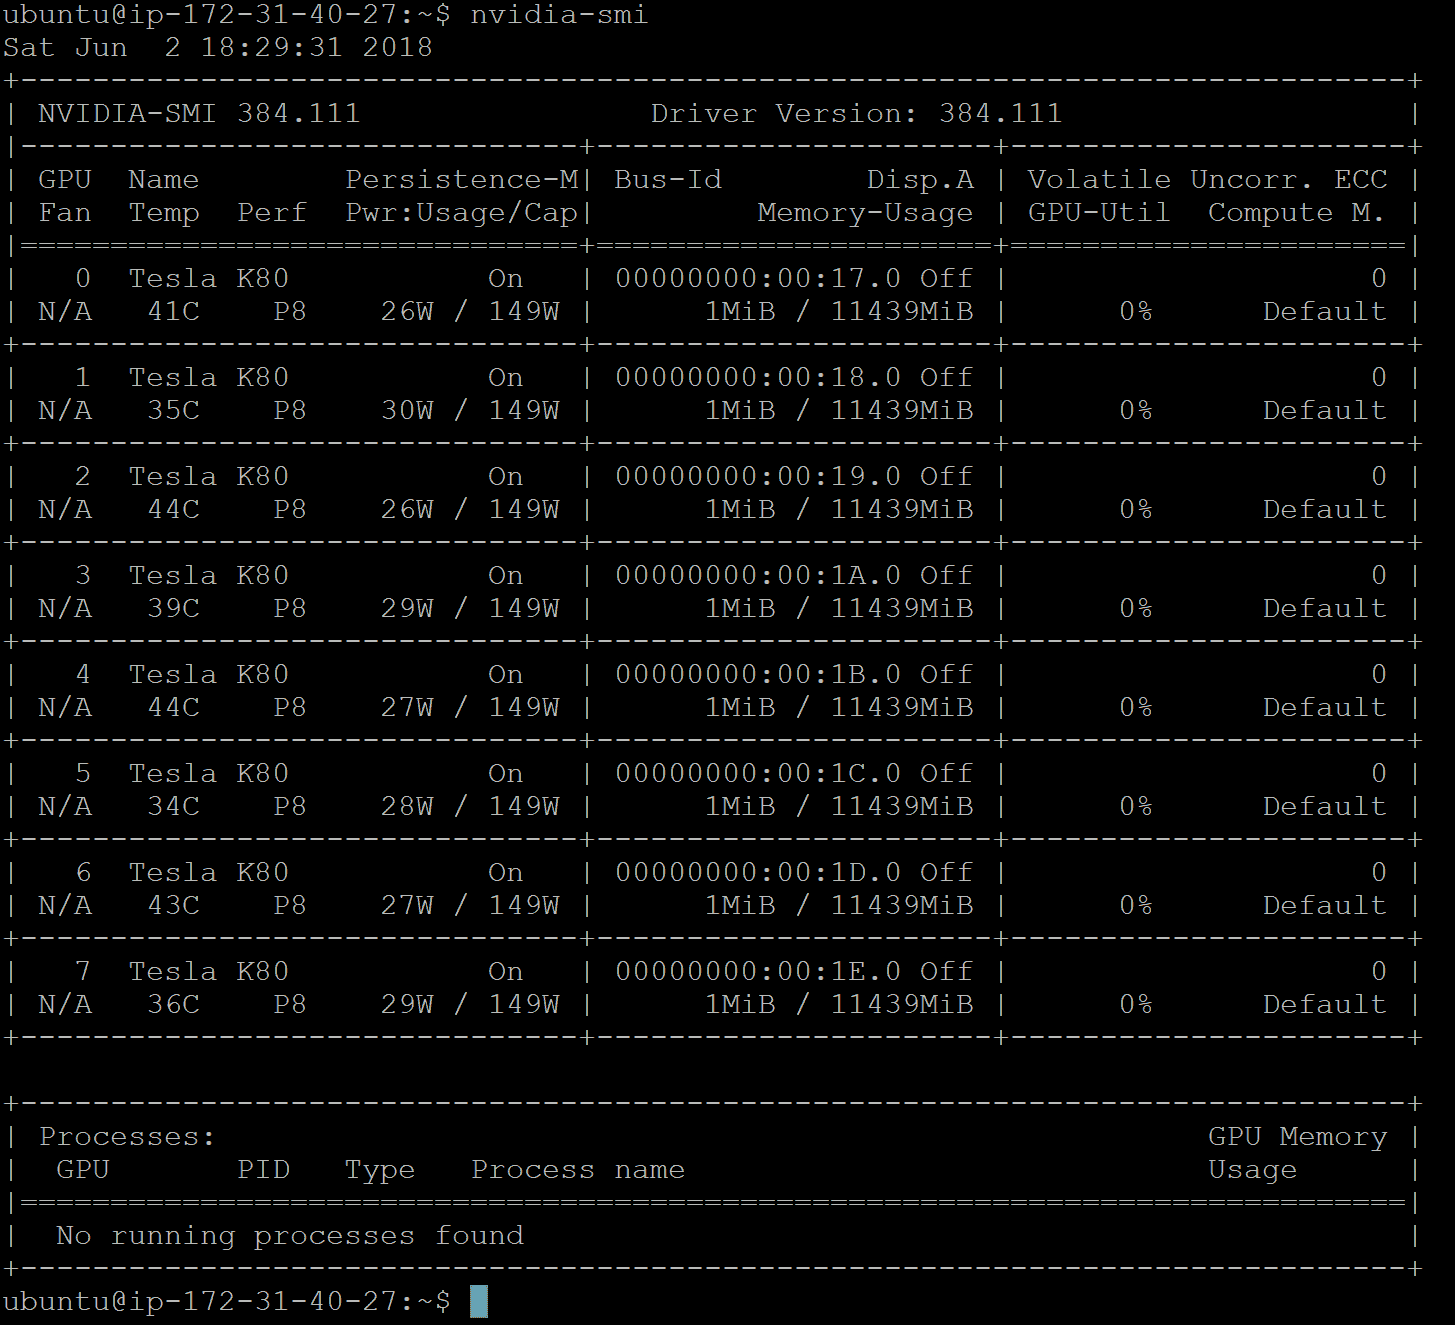 ubuntu@ip-172-31-40-27:~$ nvidia-smi
Sat Jun  2 18:29:31 2018
+-----------------------------------------------------------------------------+
| NVIDIA-SMI 384.111                Driver Version: 384.111                   |
|-------------------------------+----------------------+----------------------+
| GPU  Name        Persistence-M| Bus-Id        Disp.A | Volatile Uncorr. ECC |
| Fan  Temp  Perf  Pwr:Usage/Cap|         Memory-Usage | GPU-Util  Compute M. |
|===============================+======================+======================|
|   0  Tesla K80           On   | 00000000:00:17.0 Off |                    0 |
| N/A   41C    P8    26W / 149W |      1MiB / 11439MiB |      0%      Default |
+-------------------------------+----------------------+----------------------+
|   1  Tesla K80           On   | 00000000:00:18.0 Off |                    0 |
| N/A   35C    P8    30W / 149W |      1MiB / 11439MiB |      0%      Default |
+-------------------------------+----------------------+----------------------+
|   2  Tesla K80           On   | 00000000:00:19.0 Off |                    0 |
| N/A   44C    P8    26W / 149W |      1MiB / 11439MiB |      0%      Default |
+-------------------------------+----------------------+----------------------+
|   3  Tesla K80           On   | 00000000:00:1A.0 Off |                    0 |
| N/A   39C    P8    29W / 149W |      1MiB / 11439MiB |      0%      Default |
+-------------------------------+----------------------+----------------------+
|   4  Tesla K80           On   | 00000000:00:1B.0 Off |                    0 |
| N/A   44C    P8    27W / 149W |      1MiB / 11439MiB |      0%      Default |
+-------------------------------+----------------------+----------------------+
|   5  Tesla K80           On   | 00000000:00:1C.0 Off |                    0 |
| N/A   34C    P8    28W / 149W |      1MiB / 11439MiB |      0%      Default |
+-------------------------------+----------------------+----------------------+
|   6  Tesla K80           On   | 00000000:00:1D.0 Off |                    0 |
| N/A   43C    P8    27W / 149W |      1MiB / 11439MiB |      0%      Default |
+-------------------------------+----------------------+----------------------+
|   7  Tesla K80           On   | 00000000:00:1E.0 Off |                    0 |
| N/A   36C    P8    29W / 149W |      1MiB / 11439MiB |      0%      Default |
+-------------------------------+----------------------+----------------------+

+-----------------------------------------------------------------------------+
| Processes:                                                       GPU Memory |
|  GPU       PID   Type   Process name                             Usage      |
|=============================================================================|
|  No running processes found                                                 |
+-----------------------------------------------------------------------------+
ubuntu@ip-172-31-40-27:~$